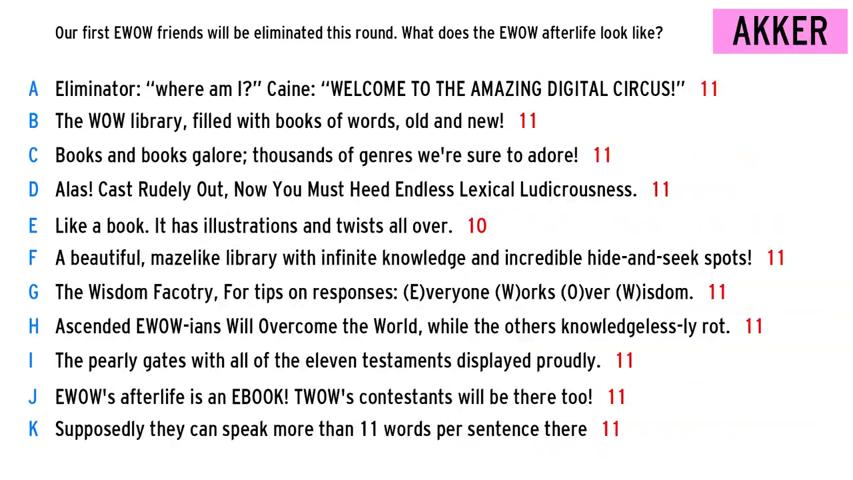 Our first EWOW friends will be eliminated this round. What does the EWOW afterlife look like?
AKKER
A Eliminator: “where am I?” Caine: “WELCOME TO THE AMAZING DIGITAL CIRCUS!” 11
B The WOW library, filled with books of words, old and new! 11
C Books and books galore; thousands of genres we're sure to adore! 11
D Alas! Cast Rudely Out, Now You Must Heed Endless Lexical Ludicrousness. 11
E Like a book. It has illustrations and twists all over. 10
F A beautiful, mazelike library with infinite knowledge and incredible hide-and-seek spots! 11
G The Wisdom Facotry, For tips on responses: (E)veryone (W)orks (O)ver (W)isdom. 11
H Ascended EWOW-ians Will Overcome the World, while the others knowledgeless-ly rot. 11
I The pearly gates with all of the eleven testaments displayed proudly. 11
J EWOW's afterlife is an EBOOK! TWOW's contestants will be there too! 11
K Supposedly they can speak more than 11 words per sentence there 11